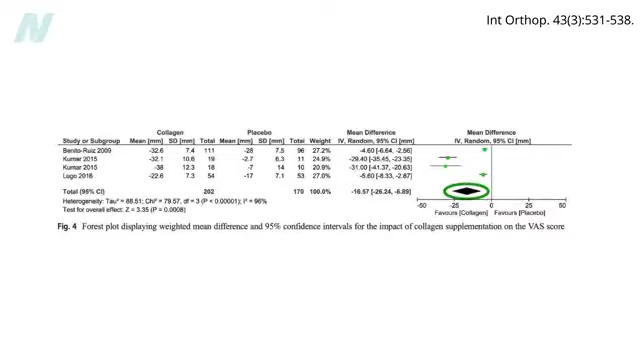 Int Orthop. 43(3):531-538.
Collagen Placebo Mean Difference Mean Difference
Study or Subgroup Mean [mm] SD [mm] Total Mean [mm] SD [mm] Total Weight IV, Random, 95% CI [mm] IV, Random, 95% CI [mm]
Benito-Ruiz 2009 -32.6 7.4 111 -28 7.5 96 27.2% -4.60 [-6.64, -2.56]
Kumar 2015 -32.1 10.6 19 -2.7 6.3 11 24.9% -29.40 [-35.45, -23.35]
Kumar 2015 -38 12.3 18 -7 14 10 20.9% -31.00 [-41.37, -20.63]
Lugo 2016 -22.6 7.3 54 -17 7.1 53 27.0% -5.60 [-8.33, -2.87]
Total (95% CI) 202 170 100.0% -16.57 [-26.24, -6.89]
Heterogeneity: Tau² = 88.51; Chi² = 79.57, df = 3 (P < 0.00001); I² = 96%
Test for overall effect: Z = 3.35 (P = 0.0008)
-50 -25 0 25 50
Favours [Collagen] Favours [Placebo]
Fig. 4 Forest plot displaying weighted mean difference and 95% confidence intervals for the impact of collagen supplementation on the VAS score